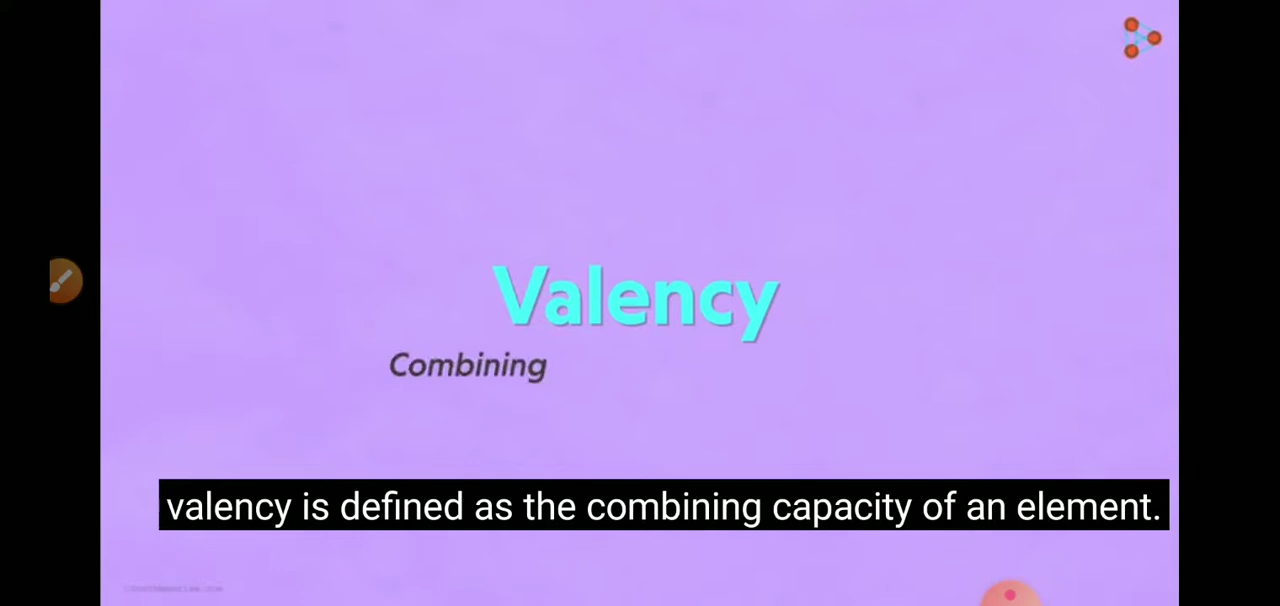 Valency
Combining
valency is defined as the combining capacity of an element.